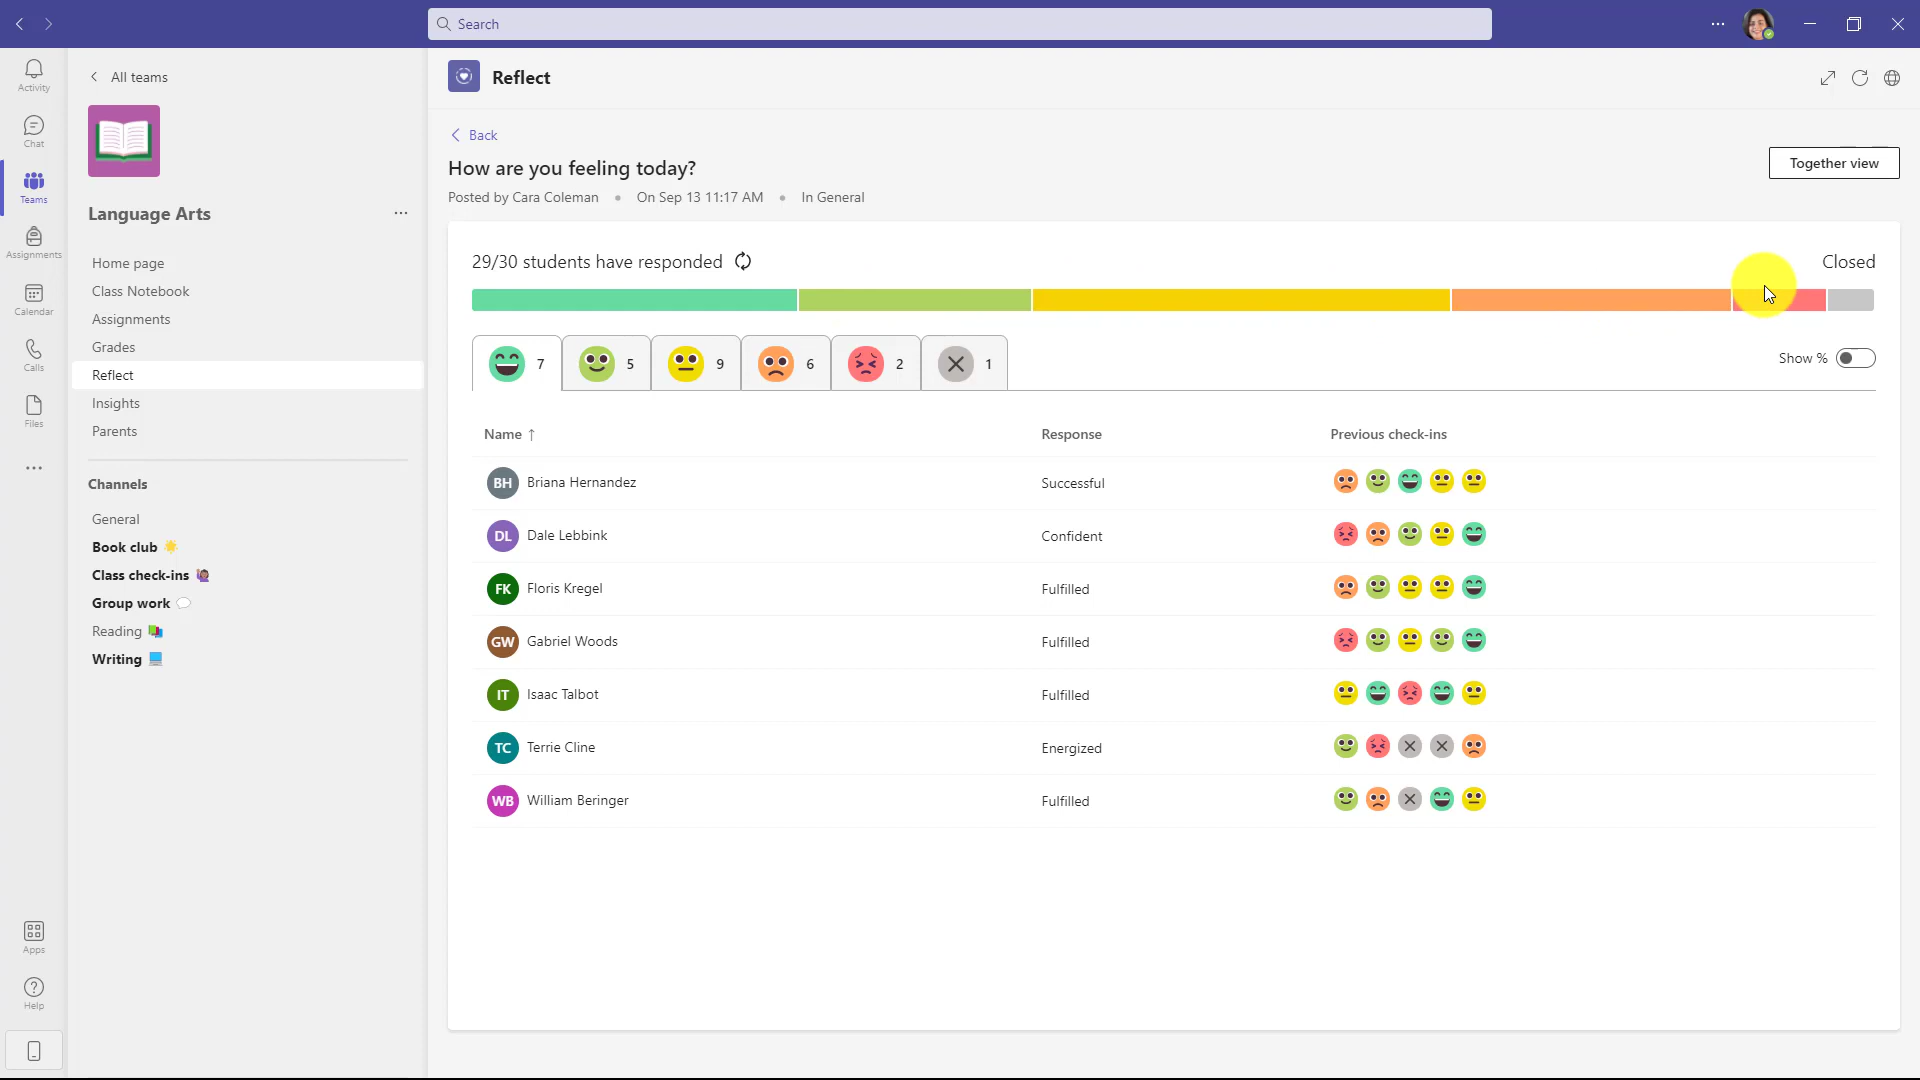 Search
Activity
Chat
Teams
Assignments
Calendar
Calls
Files
Apps
Help
All teams
Language Arts
Home page
Class Notebook
Assignments
Grades
Reflect
Insights
Parents
Channels
General
Book club
Class check-ins
Group work
Reading
Writing
Reflect
Back
How are you feeling today?
Together view
Posted by Cara Coleman • On Sep 13 11:17 AM • In General
29/30 students have responded
Closed
7 5 9 6 2 1
Show %
Name ↑ Response Previous check-ins
BH Briana Hernandez Successful
DL Dale Lebbink Confident
FK Floris Kregel Fulfilled
GW Gabriel Woods Fulfilled
IT Isaac Talbot Fulfilled
TC Terrie Cline Energized
WB William Beringer Fulfilled